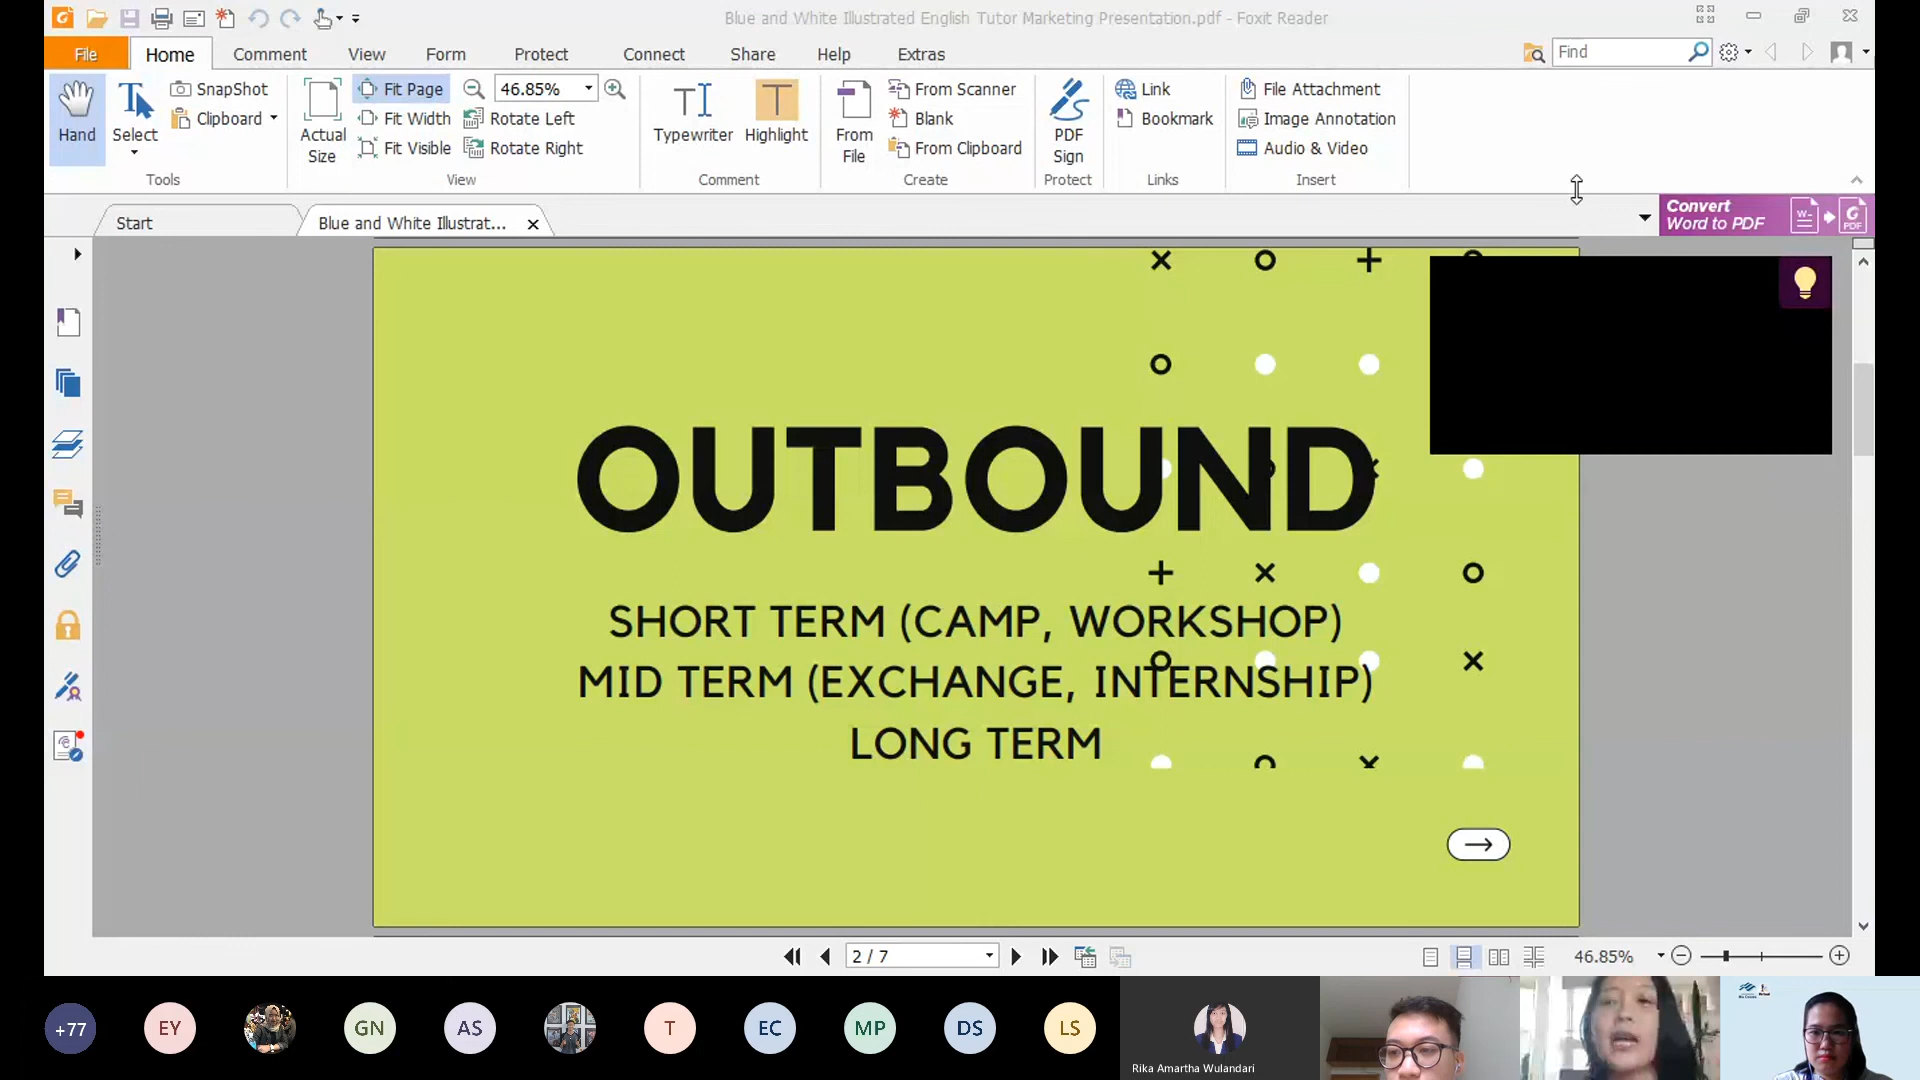 Blue and White Illustrated English Tutor Marketing Presentation.pdf - Foxit Reader
File Home Comment View Form Protect Connect Share Help Extras Find
Hand
Select
Tools
SnapShot
Clipboard
Actual Size
Fit Page
Fit Width
Fit Visible
46.85%
Rotate Left
Rotate Right
View
Typewriter
Highlight
Comment
From File
From Scanner
Blank
From Clipboard
Create
PDF Sign
Protect
Link
Bookmark
Links
File Attachment
Image Annotation
Audio & Video
Insert
Start
Blue and White Illustrat...
Convert
Word to PDF
OUTBOUND
SHORT TERM (CAMP, WORKSHOP)
MID TERM (EXCHANGE, INTERNSHIP)
LONG TERM
2 / 7
46.85%
+77
EY
GN
AS
T
EC
MP
DS
LS
Rika Amartha Wulandari